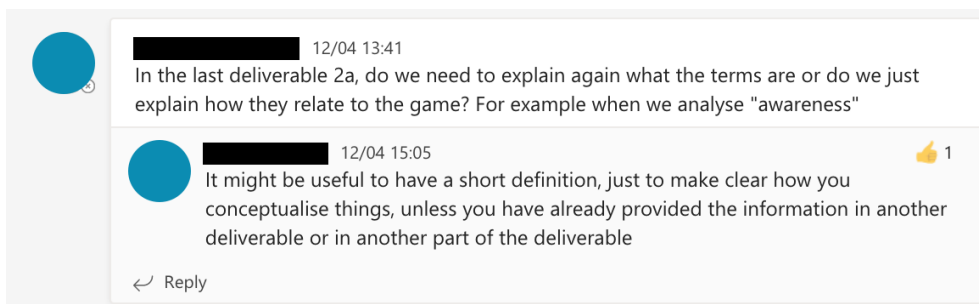 12/04 13:41
In the last deliverable 2a, do we need to explain again what the terms are or do we just
explain how they relate to the game? For example when we analyse "awareness"
12/04 15:05
1
It might be useful to have a short definition, just to make clear how you
conceptualise things, unless you have already provided the information in another
deliverable or in another part of the deliverable
Reply